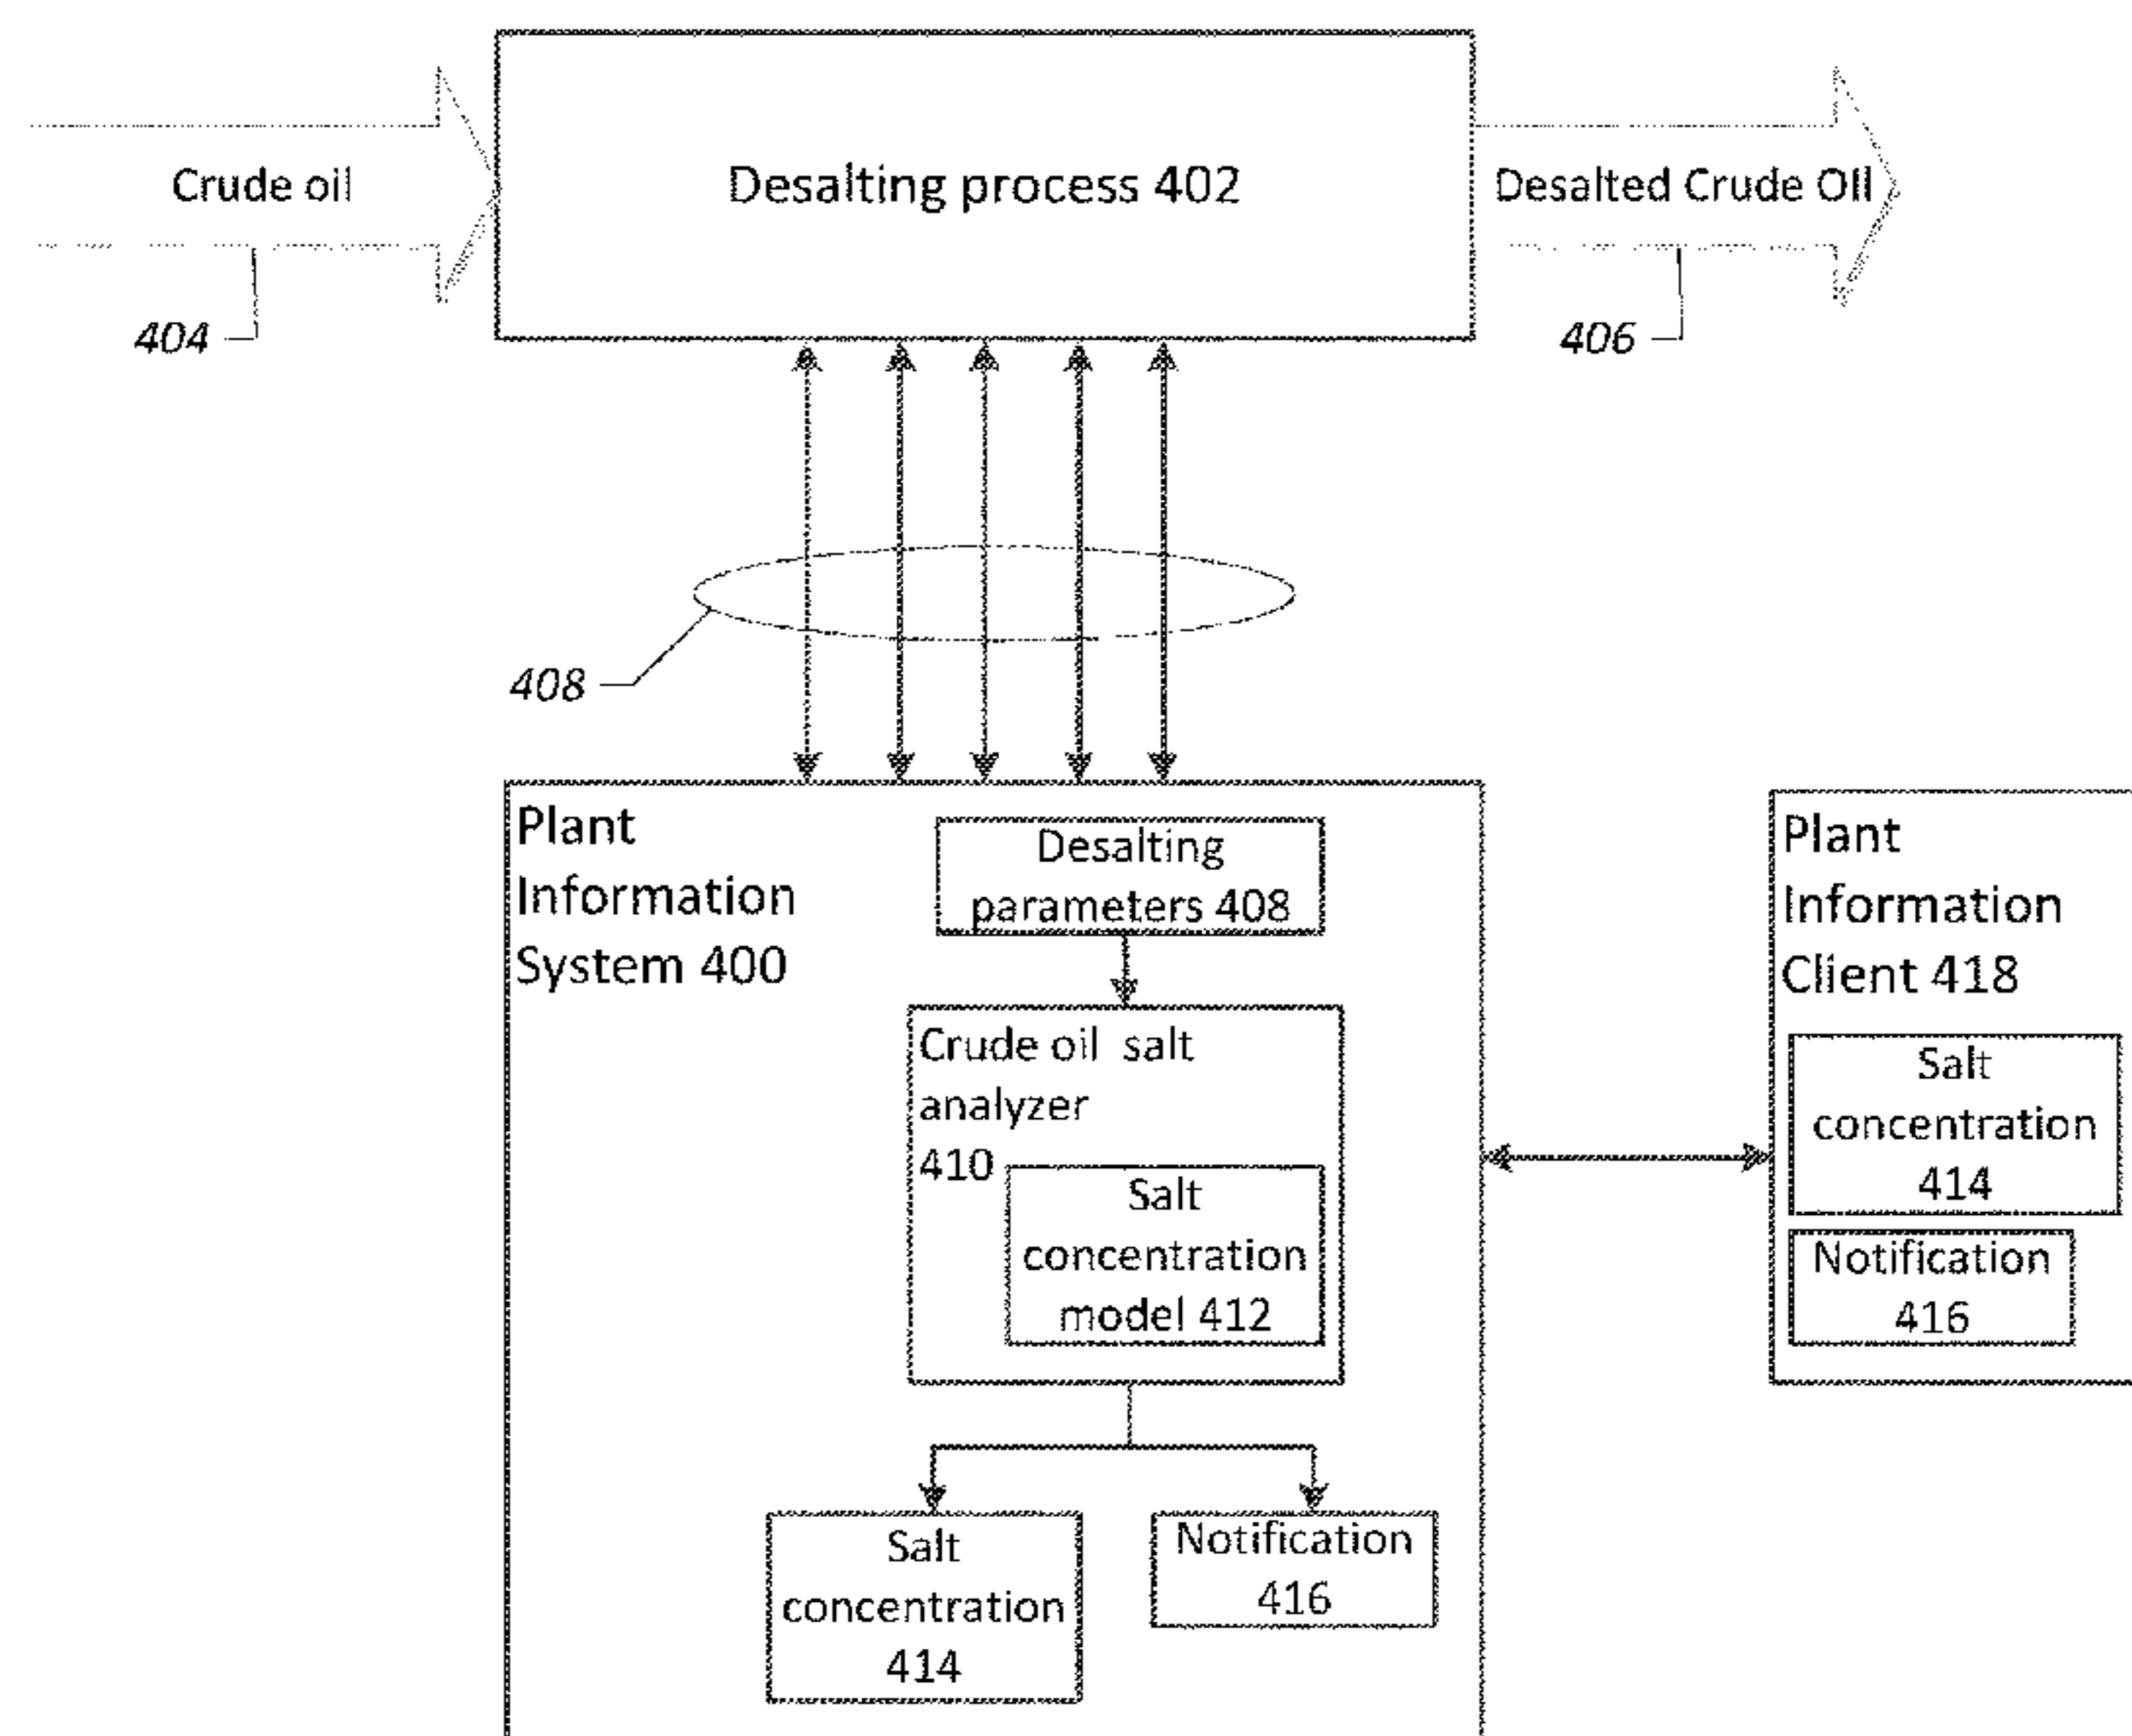 Crude oil
Desalting process 402
Desalted Crude OIl
404
406
408
Plant
Information
System 400
Desalting
parameters 408
Crude oil salt
analyzer
410
Salt
concentration
model 412
Salt
concentration
414
Notification
416
Plant
Information
Client 418
Salt
concentration
414
Notification
416